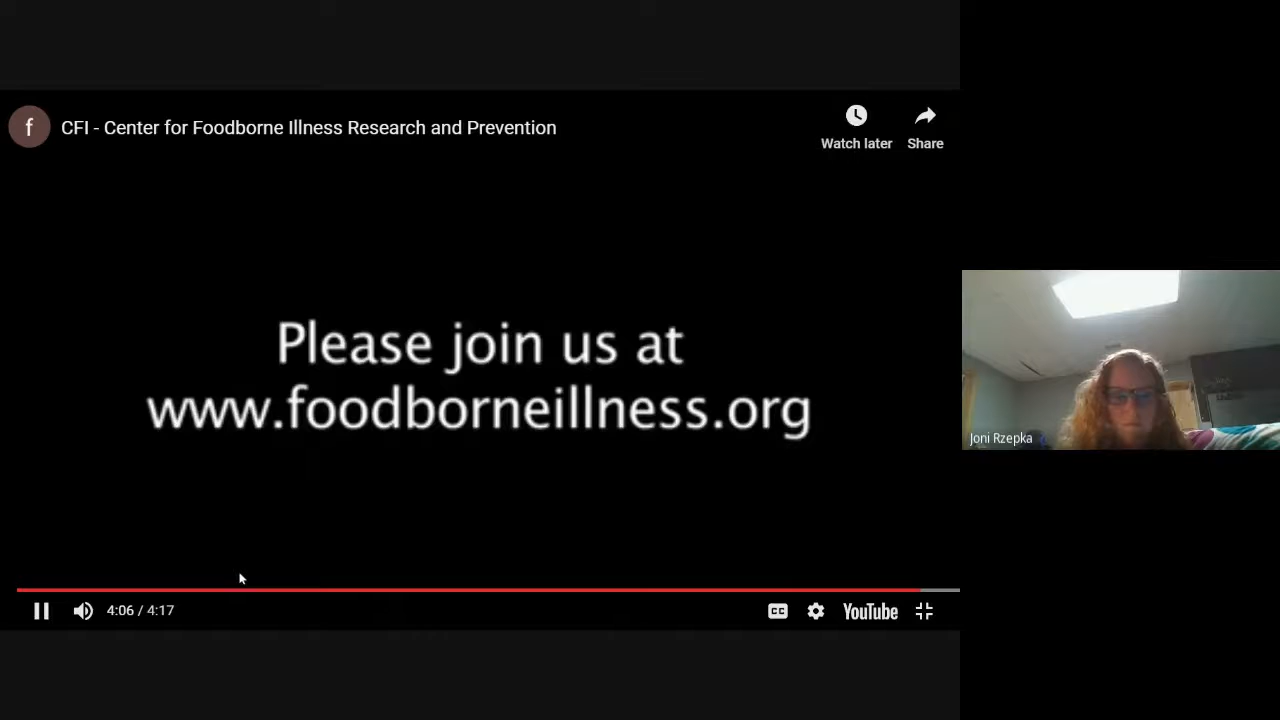 f
CFI - Center for Foodborne Illness Research and Prevention
Watch later
Share
Please join us at
www.foodborneillness.org
Joni Rzepka
4:06 / 4:17
CC
YouTube